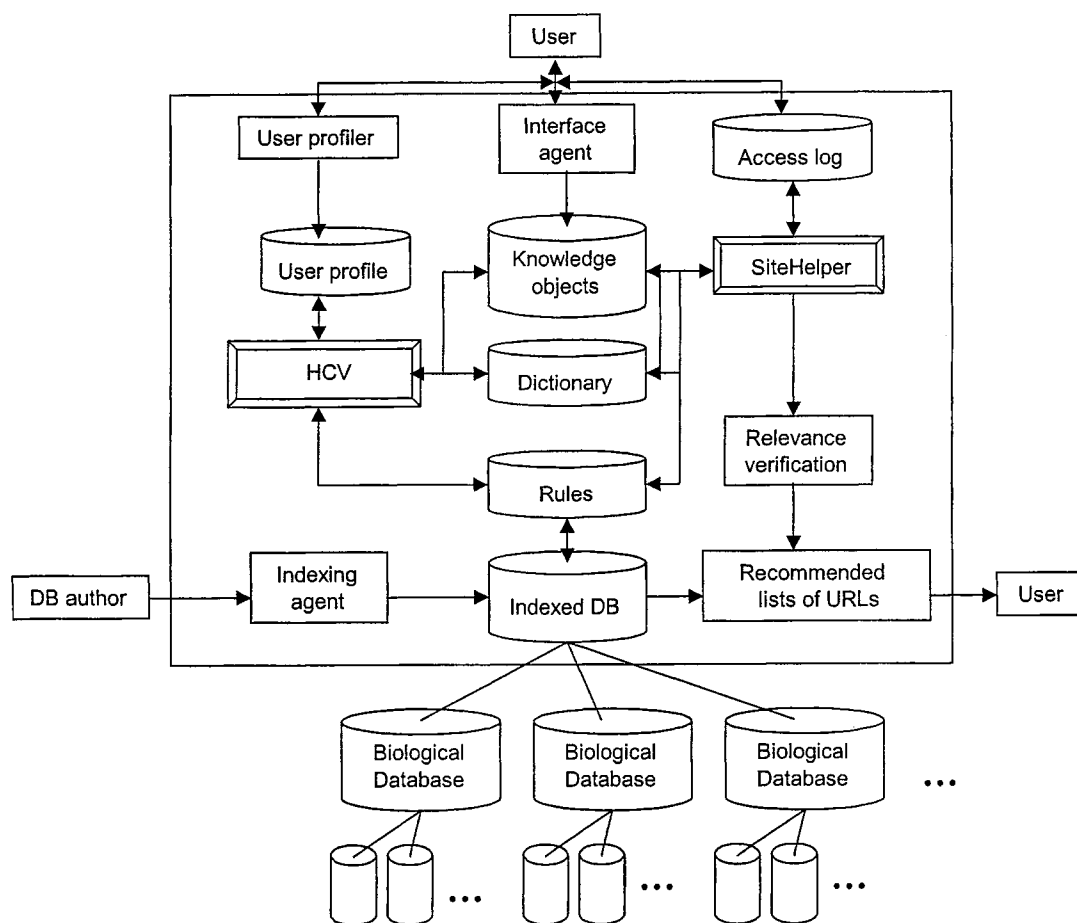 User
User profiler
Interface
agent
Access log
User profile
Knowledge
objects
SiteHelper
HCV
Dictionary
Relevance
verification
Rules
DB author
Indexing
agent
Indexed DB
Recommended
lists of URLs
User
Biological
Database
Biological
Database
Biological
Database
...
... ... ...